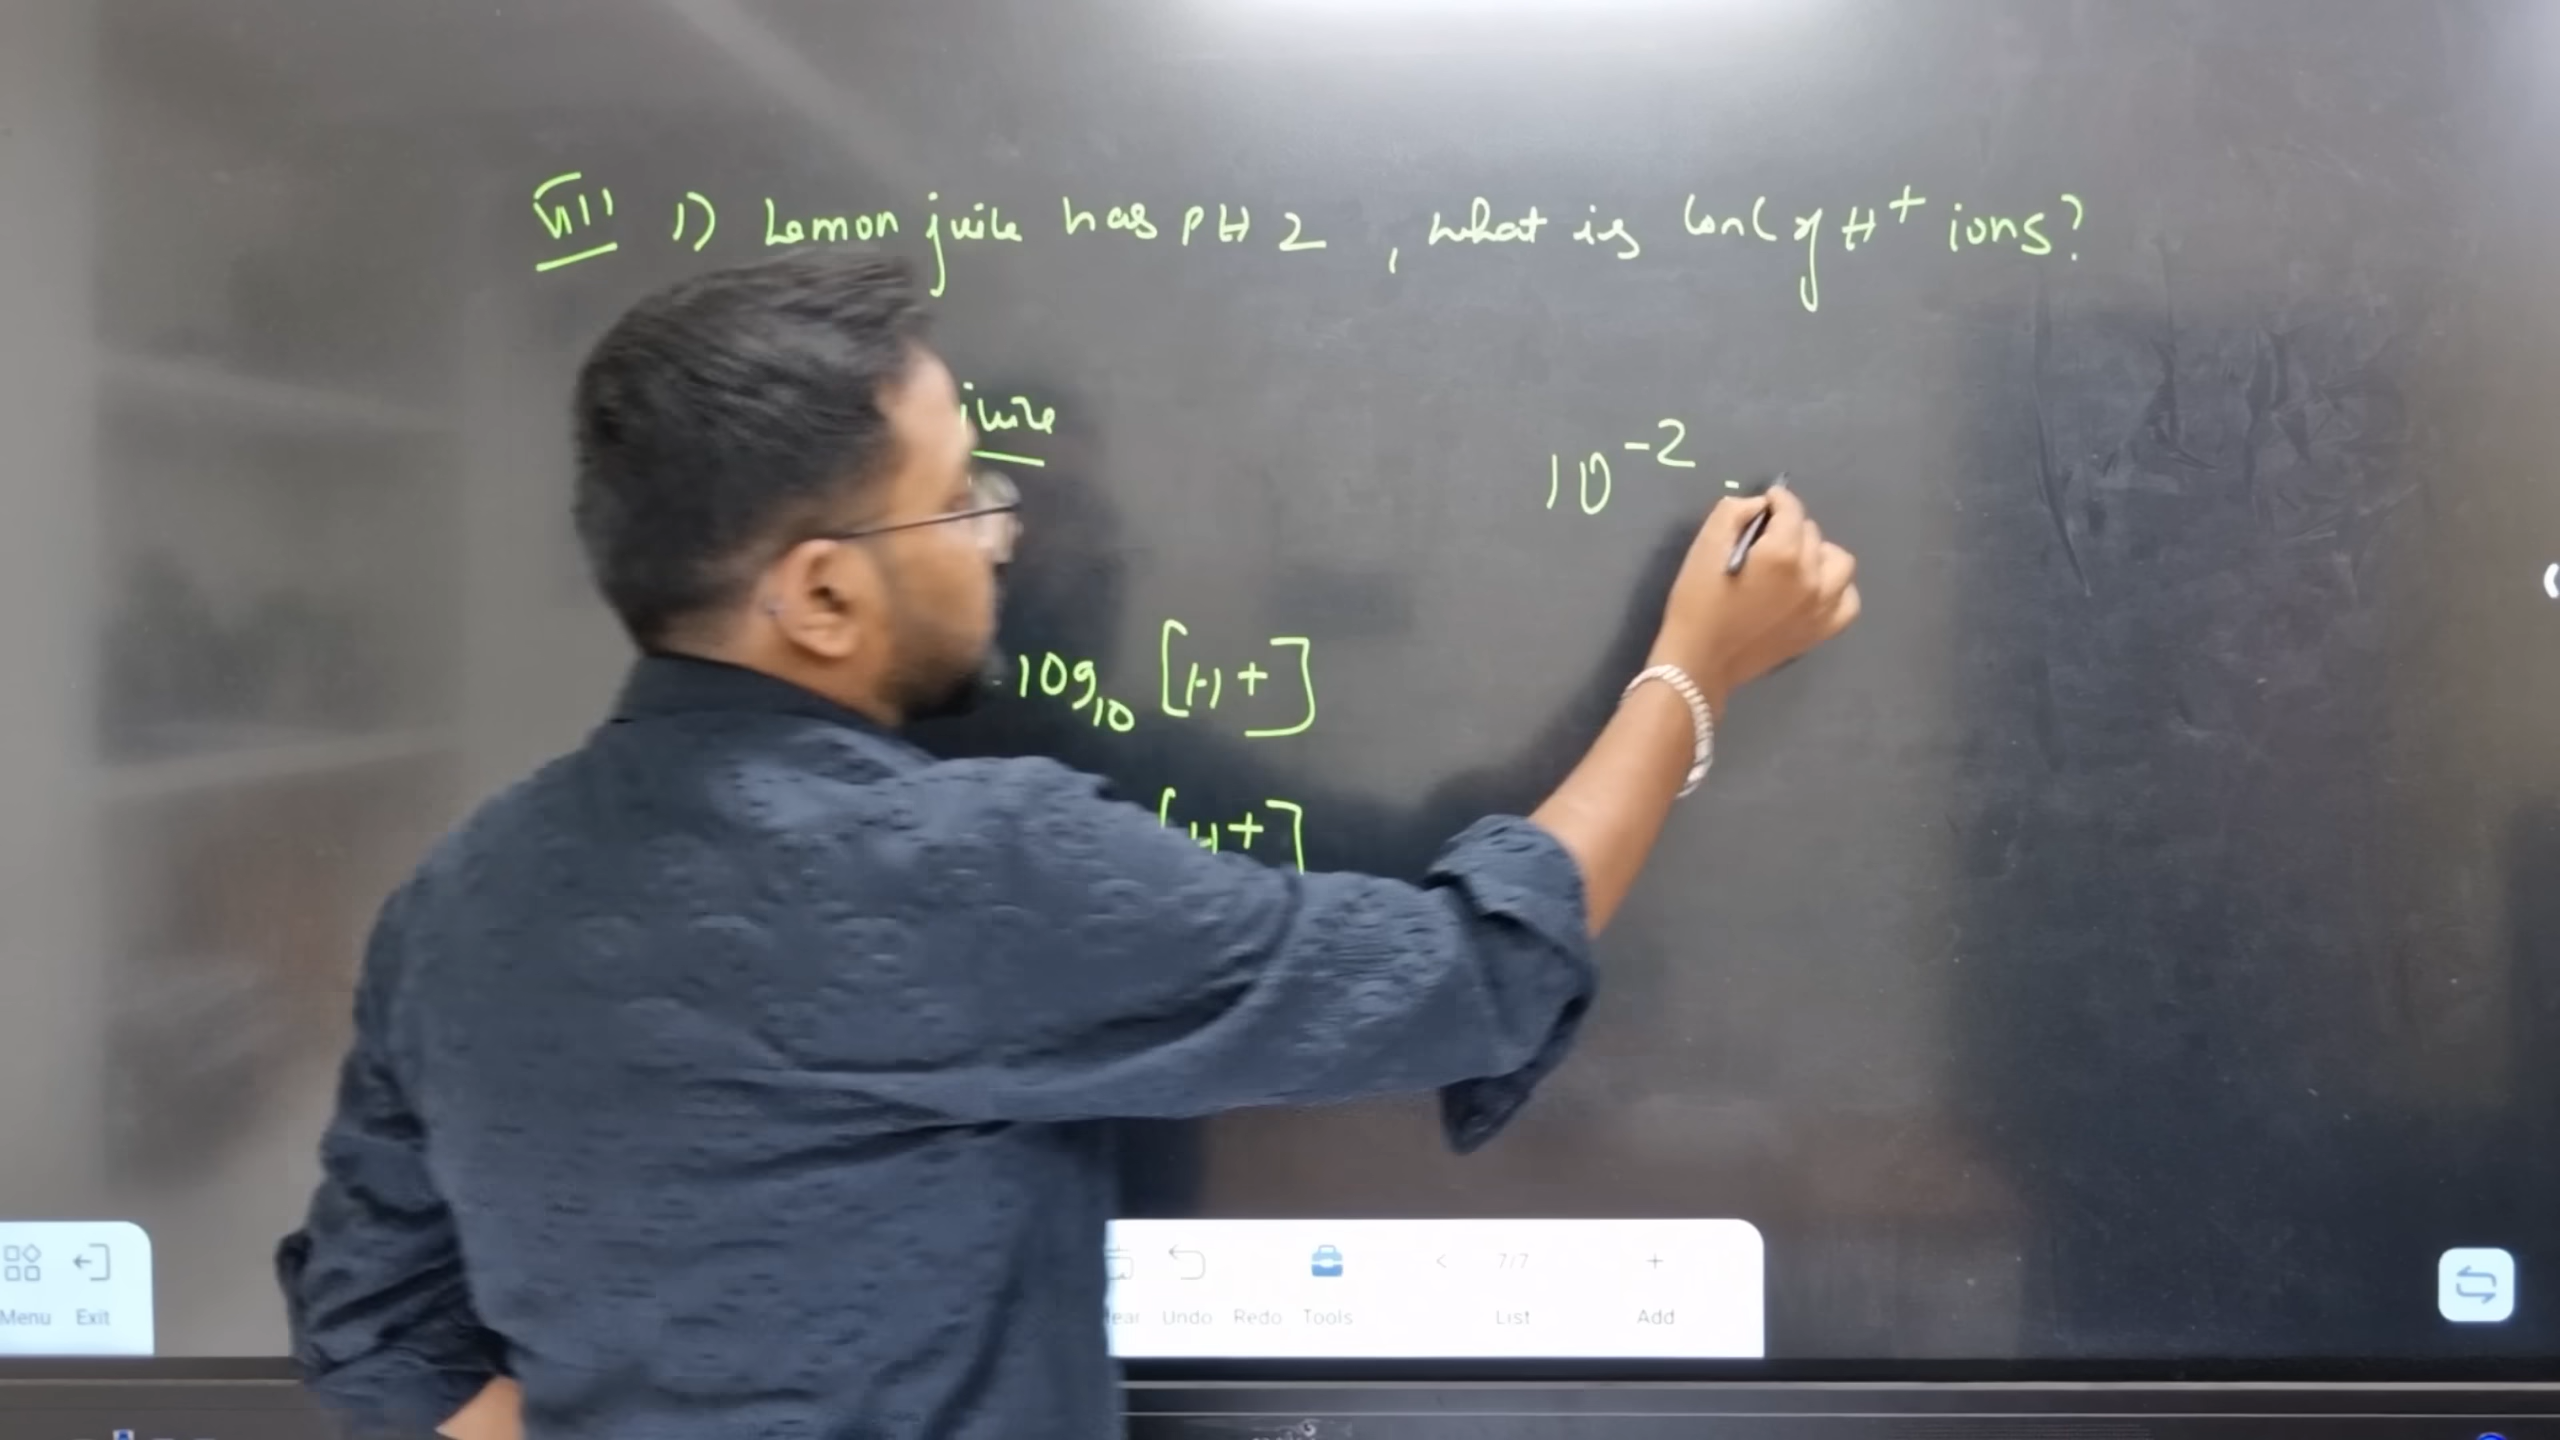 VIII 1) Lemon juice has PH 2 , what is Conc of H+ ions?
juice
10⁻² =
log₁₀ [H+]
[H+]
Menu Exit Undo Redo Tools < 7/7 List + Add